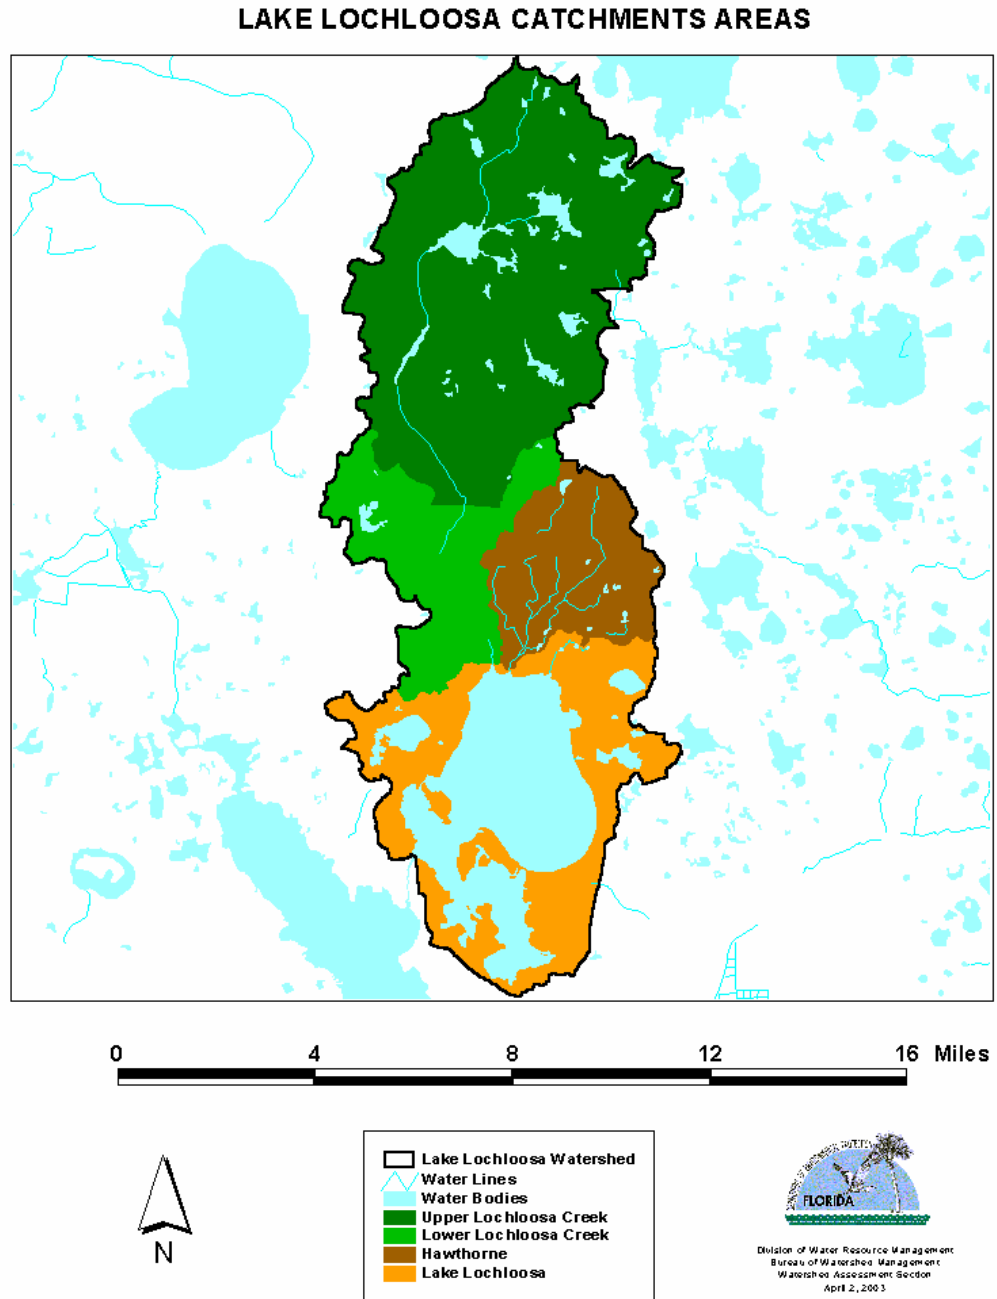 LAKE LOCHLOOSA CATCHMENTS AREAS
0 4 8 12 16 Miles
N
Lake Lochloosa Watershed
Water Lines
Water Bodies
Upper Lochloosa Creek
Lower Lochloosa Creek
Hawthorne
Lake Lochloosa
FLORIDA
Division of Water Resource Management
Bureau of Watershed Management
Watershed Assessment Section
April 2, 2003